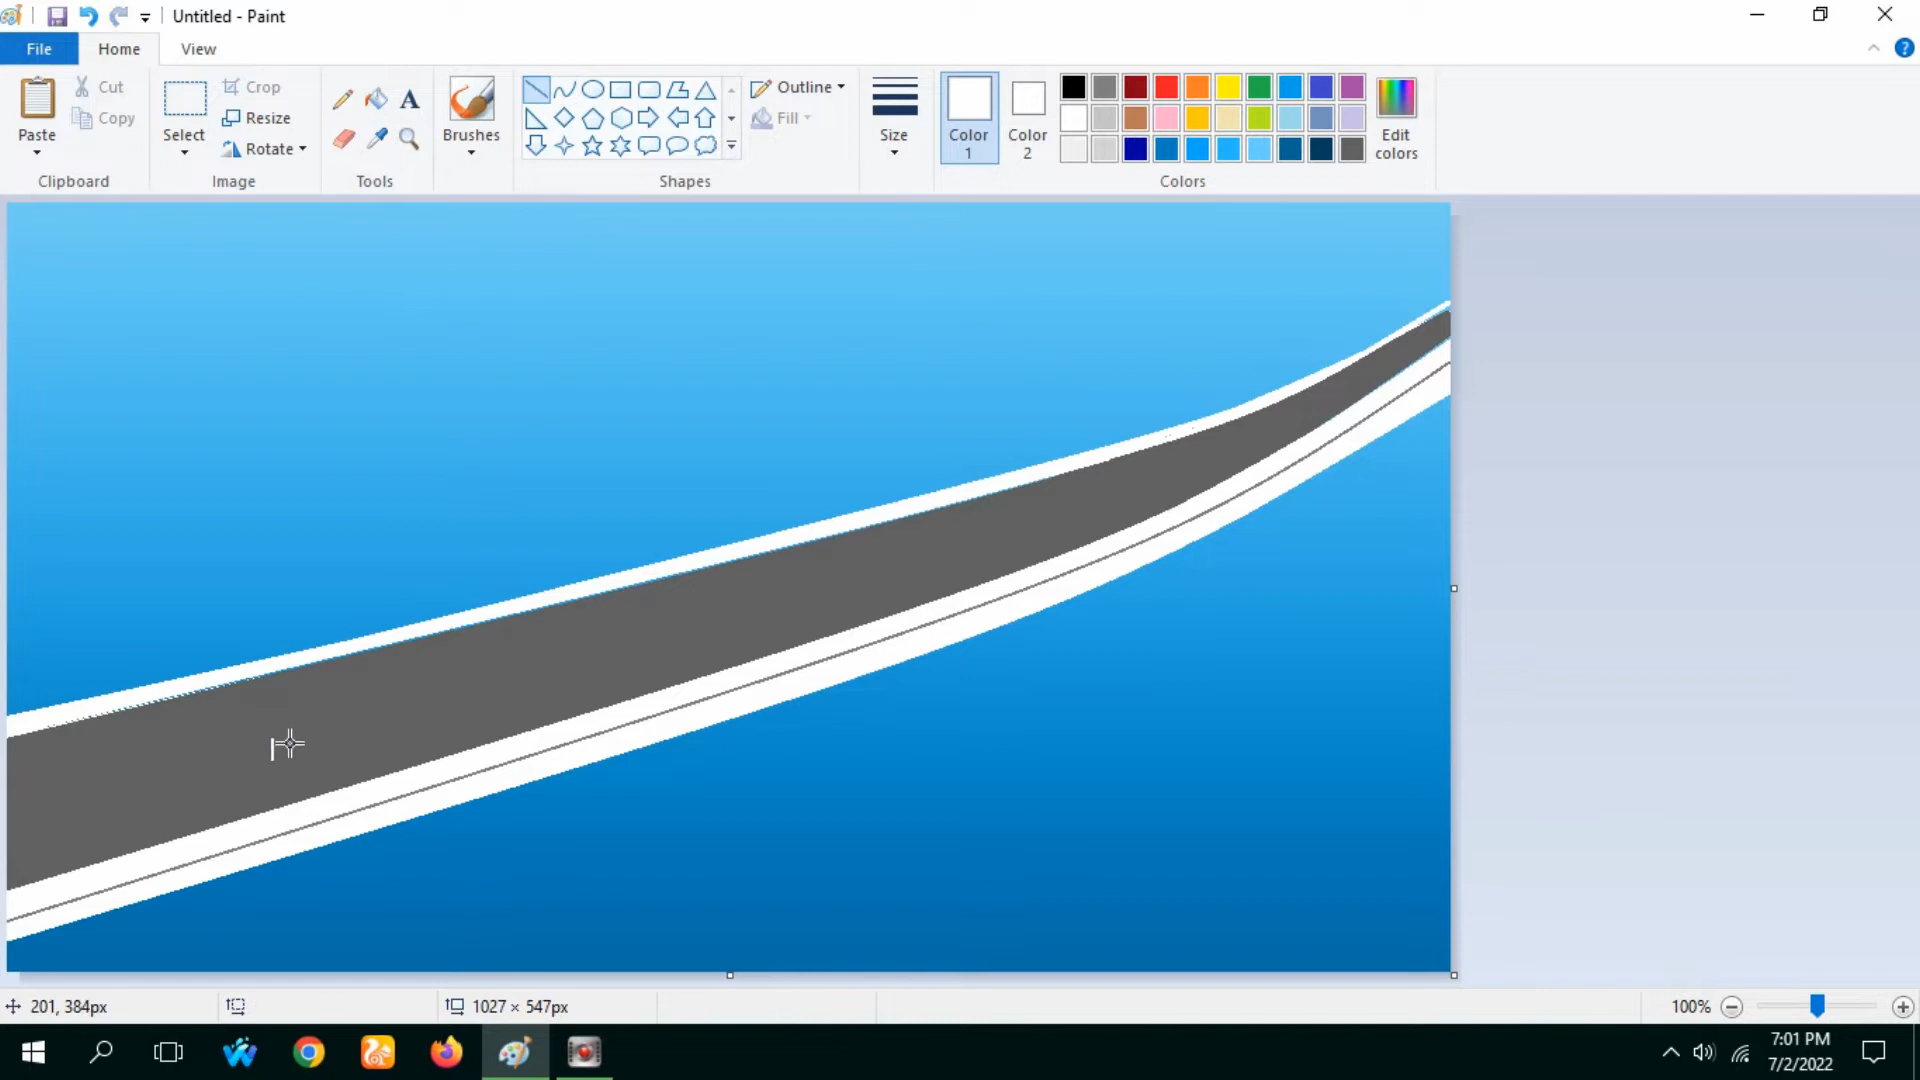 Untitled - Paint
File
Home
View
Paste
Cut
Copy
Clipboard
Select
Crop
Resize
Rotate
Image
A
Tools
Brushes
Shapes
Outline
Fill
Size
Color
1
Color
2
Edit
colors
Colors
?
201, 384px
1027 × 547px
100%
7:01 PM
7/2/2022